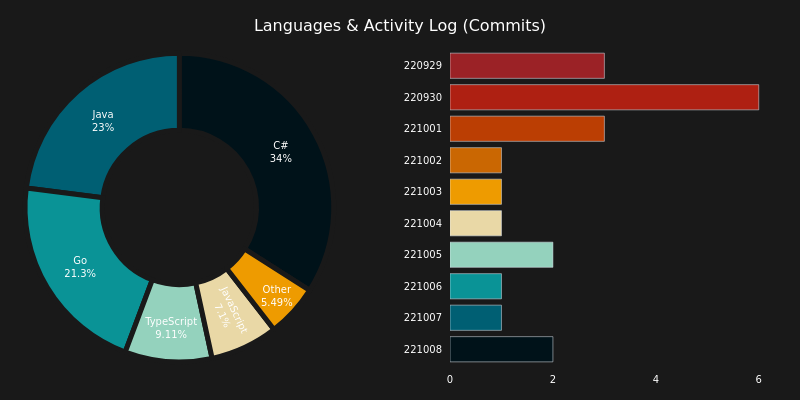 Languages & Activity Log (Commits)
C#
34%
Java
23%
Go
21.3%
TypeScript
9.11%
JavaScript
7.1%
Other
5.49%
220929
220930
221001
221002
221003
221004
221005
221006
221007
221008
0
2
4
6